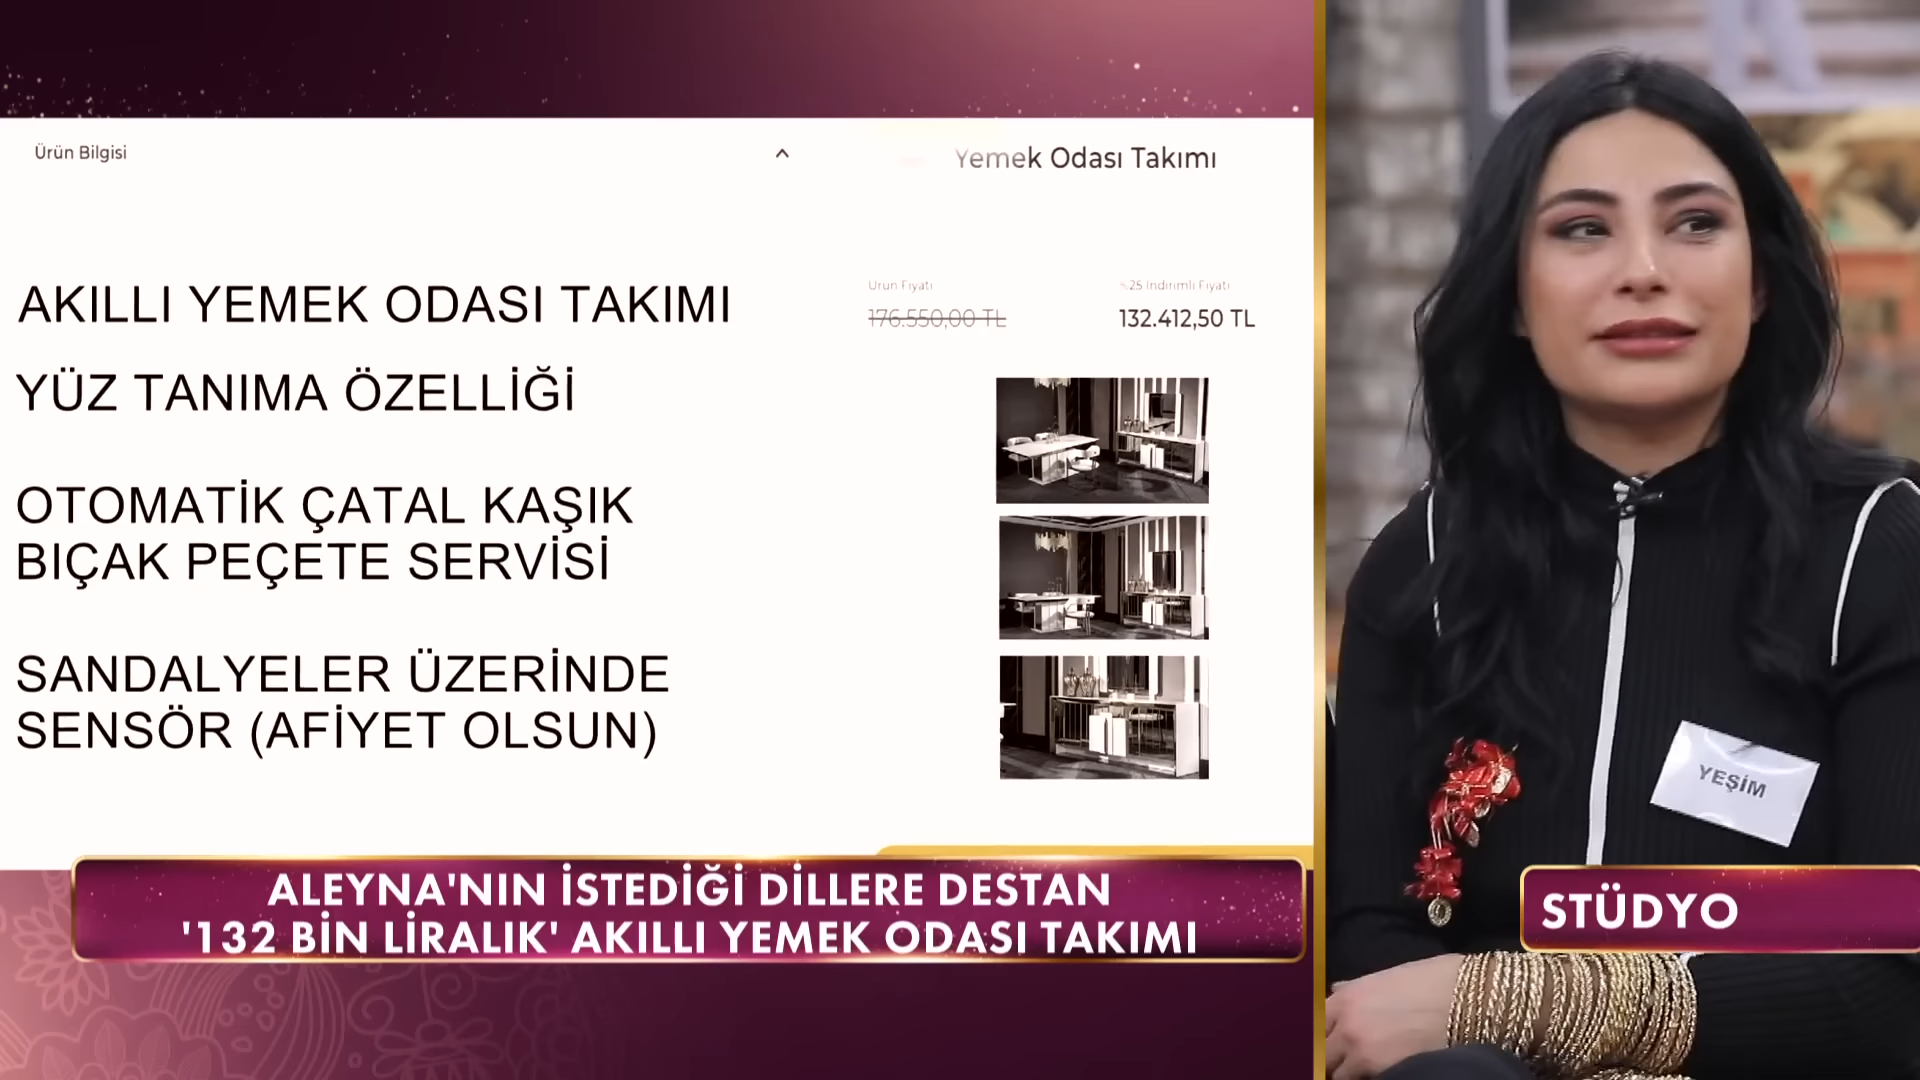 Ürün Bilgisi
Yemek Odası Takımı
AKILLI YEMEK ODASI TAKIMI
YÜZ TANIMA ÖZELLİĞİ
OTOMATİK ÇATAL KAŞIK
BIÇAK PEÇETE SERVİSİ
SANDALYELER ÜZERİNDE
SENSÖR (AFİYET OLSUN)
Ürün Fiyatı
176.550,00 TL
%25 İndirimli Fiyatı
132.412,50 TL
YEŞİM
ALEYNA'NIN İSTEDİĞİ DİLLERE DESTAN
'132 BİN LİRALIK' AKILLI YEMEK ODASI TAKIMI
STÜDYO